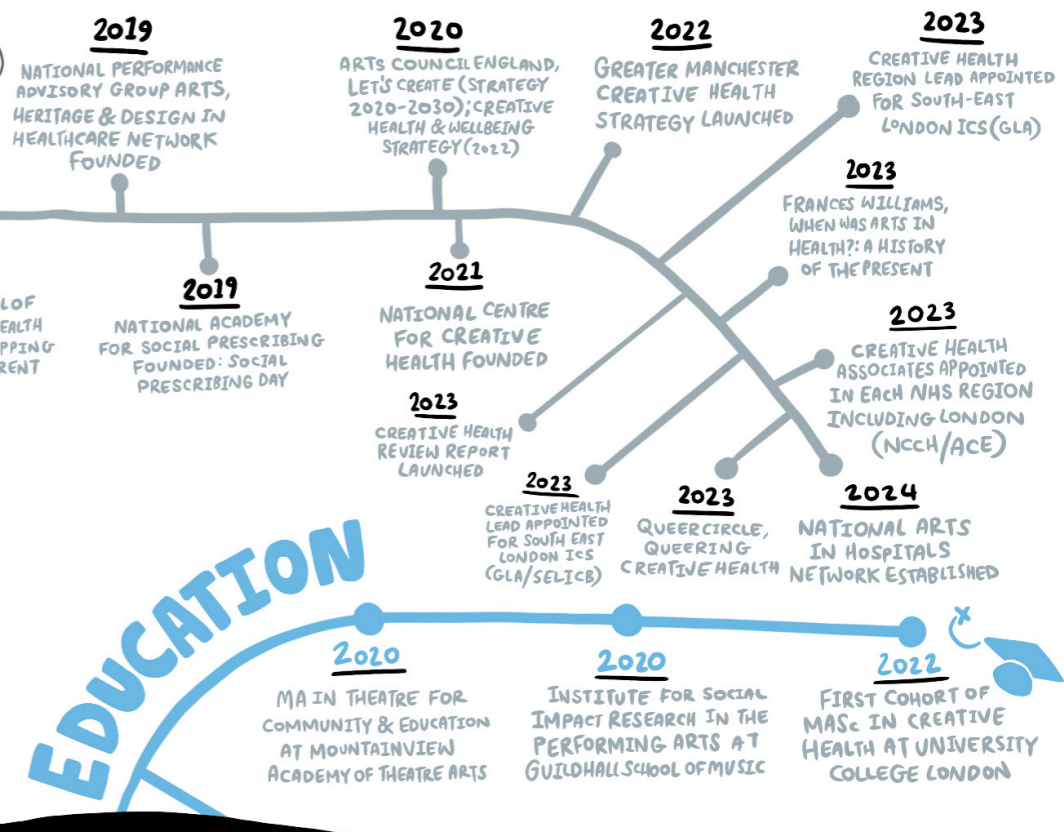 2019
NATIONAL PERFORMANCE
ADVISORY GROUP ARTS,
HERITAGE & DESIGN IN
HEALTHCARE NETWORK
FOUNDED
2020
ARTS COUNCIL ENGLAND,
LET'S CREATE (STRATEGY
2020-2030); CREATIVE
HEALTH & WELLBEING
STRATEGY (2022)
2022
GREATER MANCHESTER
CREATIVE HEALTH
STRATEGY LAUNCHED
2023
CREATIVE HEALTH
REGION LEAD APPOINTED
FOR SOUTH-EAST
LONDON ICS (GLA)
2023
FRANCES WILLIAMS,
WHEN WAS ARTS IN
HEALTH?: A HISTORY
OF THE PRESENT
LOF
EALTH
PPING
RENT
2019
NATIONAL ACADEMY
FOR SOCIAL PRESCRIBING
FOUNDED: SOCIAL
PRESCRIBING DAY
2021
NATIONAL CENTRE
FOR CREATIVE
HEALTH FOUNDED
2023
CREATIVE HEALTH
ASSOCIATES APPOINTED
IN EACH NHS REGION
INCLUDING LONDON
(NCCH/ACE)
2023
CREATIVE HEALTH
REVIEW REPORT
LAUNCHED
2023
CREATIVE HEALTH
LEAD APPOINTED
FOR SOUTH EAST
LONDON ICS
(GLA/SELICB)
2023
QUEERCIRCLE,
QUEERING
CREATIVE HEALTH
2024
NATIONAL ARTS
IN HOSPITALS
NETWORK ESTABLISHED
EDUCATION
2020
MA IN THEATRE FOR
COMMUNITY & EDUCATION
AT MOUNTAINVIEW
ACADEMY OF THEATRE ARTS
2020
INSTITUTE FOR SOCIAL
IMPACT RESEARCH IN THE
PERFORMING ARTS AT
GUILDHALL SCHOOL OF MUSIC
2022
FIRST COHORT OF
MASc IN CREATIVE
HEALTH AT UNIVERSITY
COLLEGE LONDON